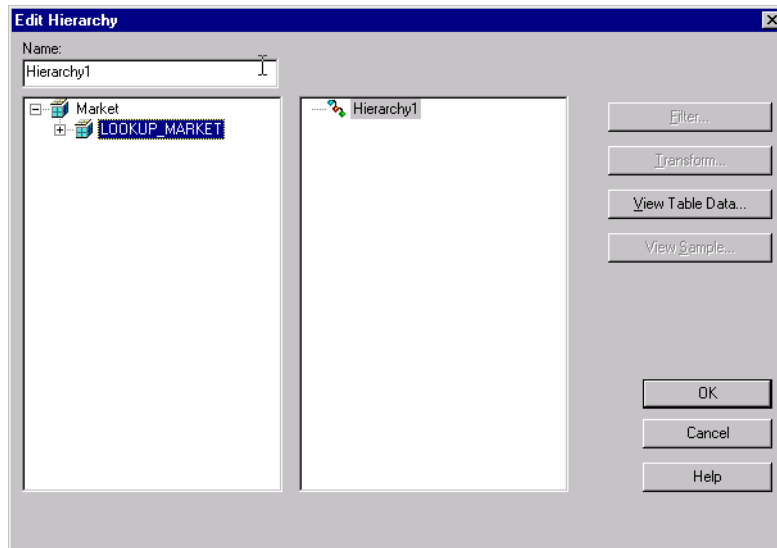 Edit Hierarchy
Name:
Hierarchy1
Market
LOOKUP_MARKET
Hierarchy1
Filter...
Transform...
View Table Data...
View Sample...
OK
Cancel
Help